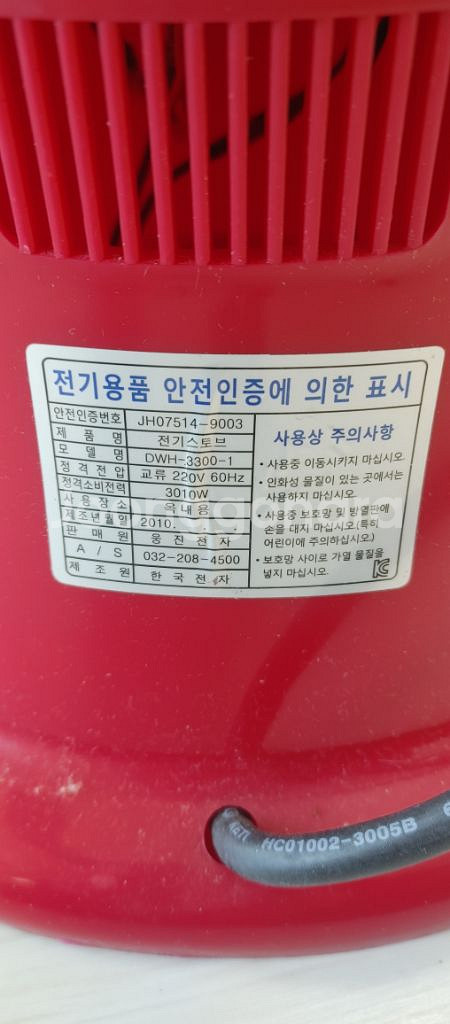 전기용품 안전인증에 의한 표시
안전인증번호 JH07514-9003
제품명 전기스토브
모델명 DWH-3300-1
정격전압 교류 220V 60Hz
정격소비전력 3010W
사용장소 옥내용
제조년월일 2010.
판매원 웅진전자
A/S 032-208-4500
제조원 한국전자
사용상 주의사항
• 사용중 이동시키지 마십시오.
• 인화성 물질이 있는 곳에서는
사용하지 마십시오.
• 사용중 보호망 및 방열판에
손을 대지 마십시오.(특히
어린이에 주의하십시오.)
• 보호망 사이로 가열 물질을
넣지 마십시오.
KC
HC01002-3005B